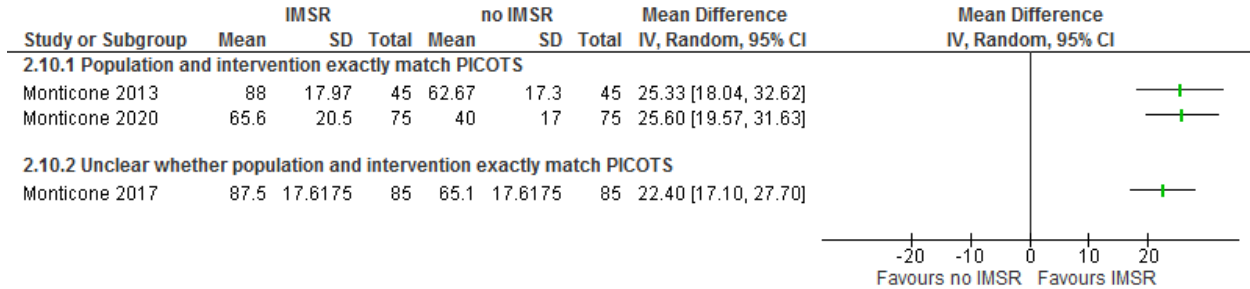 IMSR no IMSR Mean Difference Mean Difference
Study or Subgroup Mean SD Total Mean SD Total IV, Random, 95% CI IV, Random, 95% CI
2.10.1 Population and intervention exactly match PICOTS
Monticone 2013 88 17.97 45 62.67 17.3 45 25.33 [18.04, 32.62]
Monticone 2020 65.6 20.5 75 40 17 75 25.60 [19.57, 31.63]
2.10.2 Unclear whether population and intervention exactly match PICOTS
Monticone 2017 87.5 17.6175 85 65.1 17.6175 85 22.40 [17.10, 27.70]
-20 -10 0 10 20
Favours no IMSR Favours IMSR